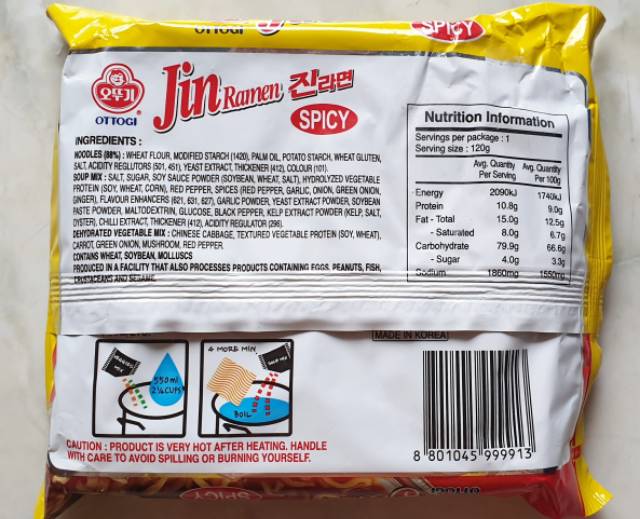 OTTOGI
SPICY
오뚜기
OTTOGI
Jin Ramen 진라면
SPICY
INGREDIENTS :
NOODLES (88%) : WHEAT FLOUR, MODIFIED STARCH (1420), PALM OIL, POTATO STARCH, WHEAT GLUTEN,
SALT, ACIDITY REGLUTORS (501, 451), YEAST EXTRACT, THICKENER (412), COLOUR (101).
SOUP MIX : SALT, SUGAR, SOY SAUCE POWDER (SOYBEAN, WHEAT, SALT), HYDROLYZED VEGETABLE
PROTEIN (SOY, WHEAT, CORN), RED PEPPER, SPICES (RED PEPPER, GARLIC, ONION, GREEN ONION,
GINGER), FLAVOUR ENHANCERS (621, 631, 627), GARLIC POWDER, YEAST EXTRACT POWDER, SOYBEAN
PASTE POWDER, MALTODEXTRIN, GLUCOSE, BLACK PEPPER, KELP EXTRACT POWDER (KELP, SALT,
OYSTER), CHILLI EXTRACT, THICKENER (412), ACIDITY REGULATOR (296).
DEHYDRATED VEGETABLE MIX : CHINESE CABBAGE, TEXTURED VEGETABLE PROTEIN (SOY, WHEAT),
CARROT, GREEN ONION, MUSHROOM, RED PEPPER.
CONTAINS WHEAT, SOYBEAN, MOLLUSCS
PRODUCED IN A FACILITY THAT ALSO PROCESSES PRODUCTS CONTAINING EGGS, PEANUTS, FISH,
CRUSTACEANS AND SESAME.
Nutrition Information
Servings per package : 1
Serving size : 120g
Avg. Quantity Per Serving Avg. Quantity Per 100g
Energy 2090kJ 1740kJ
Protein 10.8g 9.0g
Fat - Total 15.0g 12.5g
- Saturated 8.0g 6.7g
Carbohydrate 79.9g 66.6g
- Sugar 4.0g 3.3g
Sodium 1860mg 1550mg
MADE IN KOREA
550ml
2¼ CUPS
4 MORE MIN
BOIL
CAUTION : PRODUCT IS VERY HOT AFTER HEATING. HANDLE
WITH CARE TO AVOID SPILLING OR BURNING YOURSELF.
8 801045 999913
SPICY